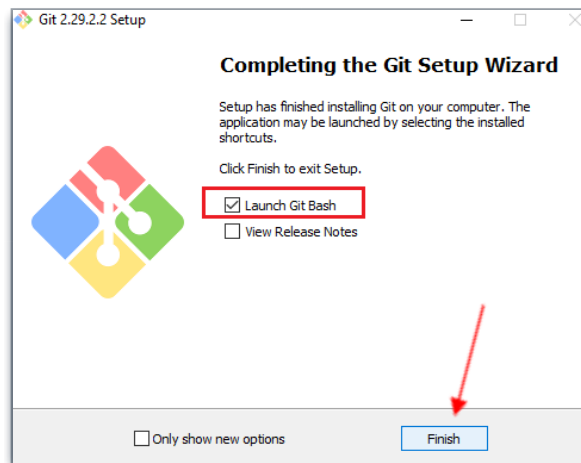 Git 2.29.2.2 Setup
Completing the Git Setup Wizard
Setup has finished installing Git on your computer. The
application may be launched by selecting the installed
shortcuts.
Click Finish to exit Setup.
Launch Git Bash
View Release Notes
Only show new options
Finish